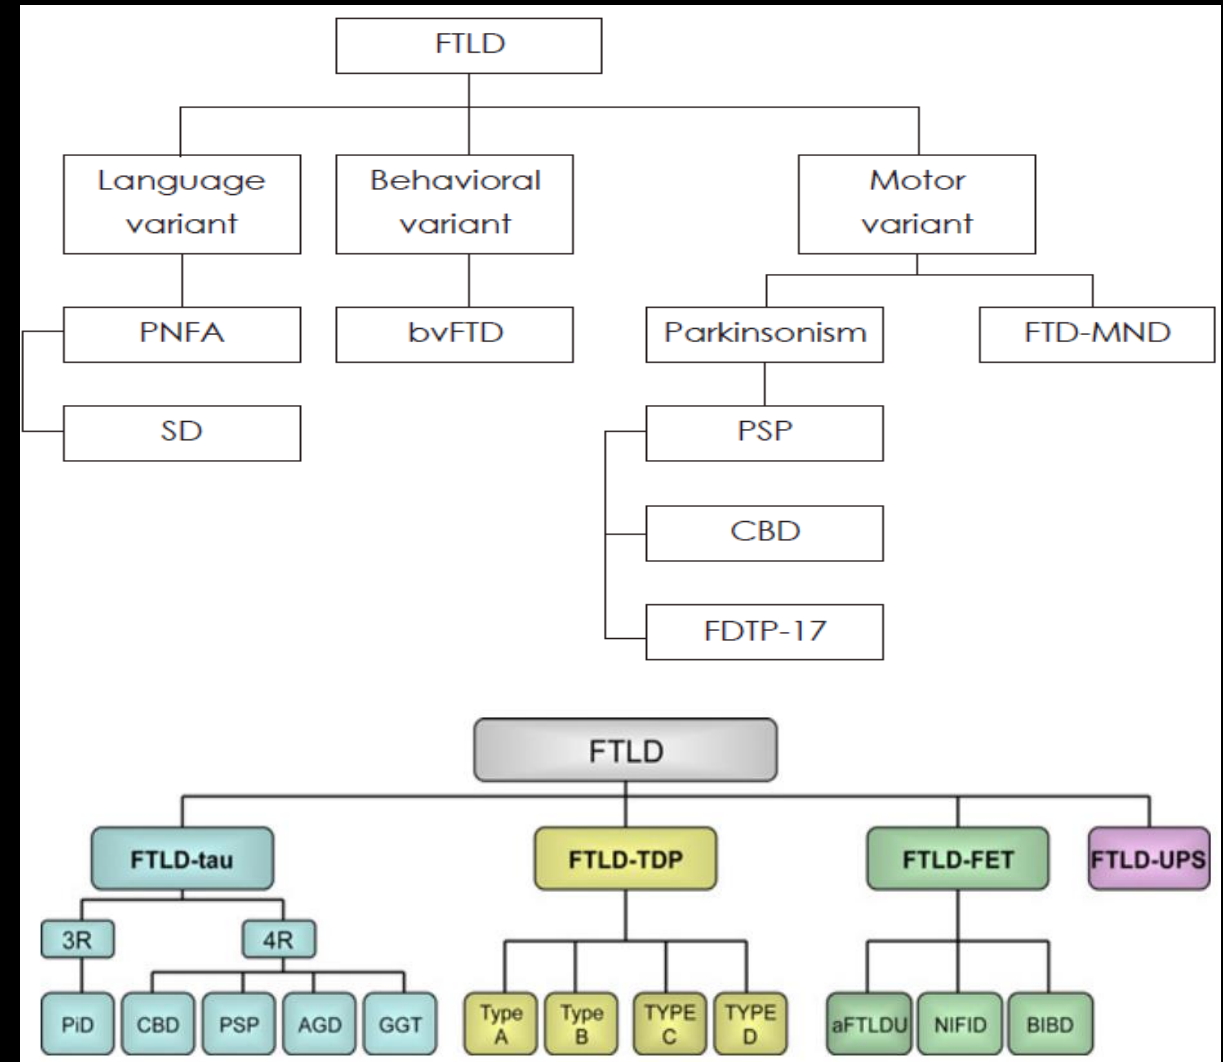 FTLD
Language
variant
Behavioral
variant
Motor
variant
PNFA
bvFTD
Parkinsonism
FTD-MND
SD
PSP
CBD
FDTP-17
FTLD
FTLD-tau
FTLD-TDP
FTLD-FET
FTLD-UPS
3R
4R
PiD
CBD
PSP
AGD
GGT
Type
A
Type
B
TYPE
C
TYPE
D
aFTLDU
NIFID
BIBD